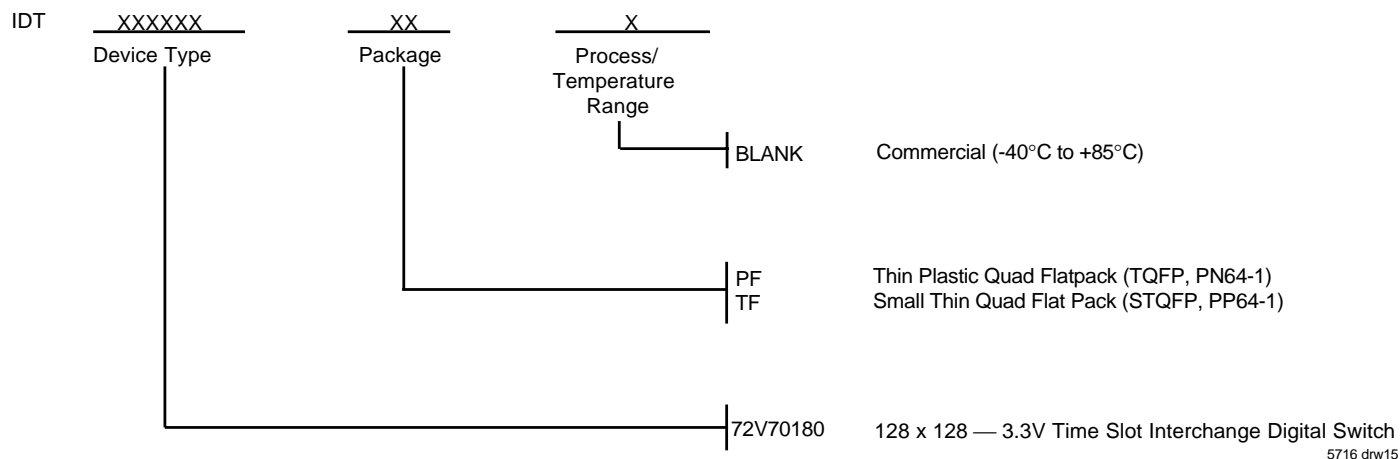 IDT XXXXXX XX X
Device Type Package Process/
Temperature
Range
BLANK Commercial (-40°C to +85°C)
PF Thin Plastic Quad Flatpack (TQFP, PN64-1)
TF Small Thin Quad Flat Pack (STQFP, PP64-1)
72V70180 128 x 128 — 3.3V Time Slot Interchange Digital Switch
5716 drw15